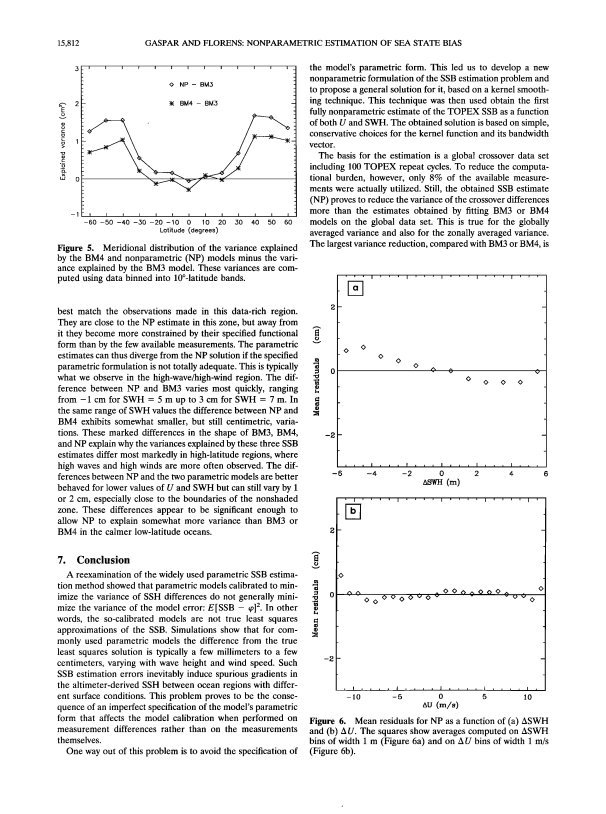 15,812
GASPAR AND FLORENS: NONPARAMETRIC ESTIMATION OF SEA STATE BIAS
3
2
1
0
-1
Explained variance (cm²)
◇ NP - BM3
✳ BM4 - BM3
-60 -50 -40 -30 -20 -10 0 10 20 30 40 50 60
Latitude (degrees)
Figure 5. Meridional distribution of the variance explained
by the BM4 and nonparametric (NP) models minus the vari-
ance explained by the BM3 model. These variances are com-
puted using data binned into 10°-latitude bands.
best match the observations made in this data-rich region.
They are close to the NP estimate in this zone, but away from
it they become more constrained by their specified functional
form than by the few available measurements. The parametric
estimates can thus diverge from the NP solution if the specified
parametric formulation is not totally adequate. This is typically
what we observe in the high-wave/high-wind region. The dif-
ference between NP and BM3 varies most quickly, ranging
from −1 cm for SWH = 5 m up to 3 cm for SWH = 7 m. In
the same range of SWH values the difference between NP and
BM4 exhibits somewhat smaller, but still centimetric, varia-
tions. These marked differences in the shape of BM3, BM4,
and NP explain why the variances explained by these three SSB
estimates differ most markedly in high-latitude regions, where
high waves and high winds are more often observed. The dif-
ferences between NP and the two parametric models are better
behaved for lower values of U and SWH but can still vary by 1
or 2 cm, especially close to the boundaries of the nonshaded
zone. These differences appear to be significant enough to
allow NP to explain somewhat more variance than BM3 or
BM4 in the calmer low-latitude oceans.
7. Conclusion
A reexamination of the widely used parametric SSB estima-
tion method showed that parametric models calibrated to min-
imize the variance of SSH differences do not generally mini-
mize the variance of the model error: E[SSB − φ]². In other
words, the so-calibrated models are not true least squares
approximations of the SSB. Simulations show that for com-
monly used parametric models the difference from the true
least squares solution is typically a few millimeters to a few
centimeters, varying with wave height and wind speed. Such
SSB estimation errors inevitably induce spurious gradients in
the altimeter-derived SSH between ocean regions with differ-
ent surface conditions. This problem proves to be the conse-
quence of an imperfect specification of the model's parametric
form that affects the model calibration when performed on
measurement differences rather than on the measurements
themselves.
One way out of this problem is to avoid the specification of
the model's parametric form. This led us to develop a new
nonparametric formulation of the SSB estimation problem and
to propose a general solution for it, based on a kernel smooth-
ing technique. This technique was then used obtain the first
fully nonparametric estimate of the TOPEX SSB as a function
of both U and SWH. The obtained solution is based on simple,
conservative choices for the kernel function and its bandwidth
vector.
The basis for the estimation is a global crossover data set
including 100 TOPEX repeat cycles. To reduce the computa-
tional burden, however, only 8% of the available measure-
ments were actually utilized. Still, the obtained SSB estimate
(NP) proves to reduce the variance of the crossover differences
more than the estimates obtained by fitting BM3 or BM4
models on the global data set. This is true for the globally
averaged variance and also for the zonally averaged variance.
The largest variance reduction, compared with BM3 or BM4, is
a
2
0
-2
Mean residuals (cm)
-6 -4 -2 0 2 4 6
ΔSWH (m)
b
2
0
-2
Mean residuals (cm)
-10 -5 0 5 10
ΔU (m/s)
Figure 6. Mean residuals for NP as a function of (a) ΔSWH
and (b) ΔU. The squares show averages computed on ΔSWH
bins of width 1 m (Figure 6a) and on ΔU bins of width 1 m/s
(Figure 6b).